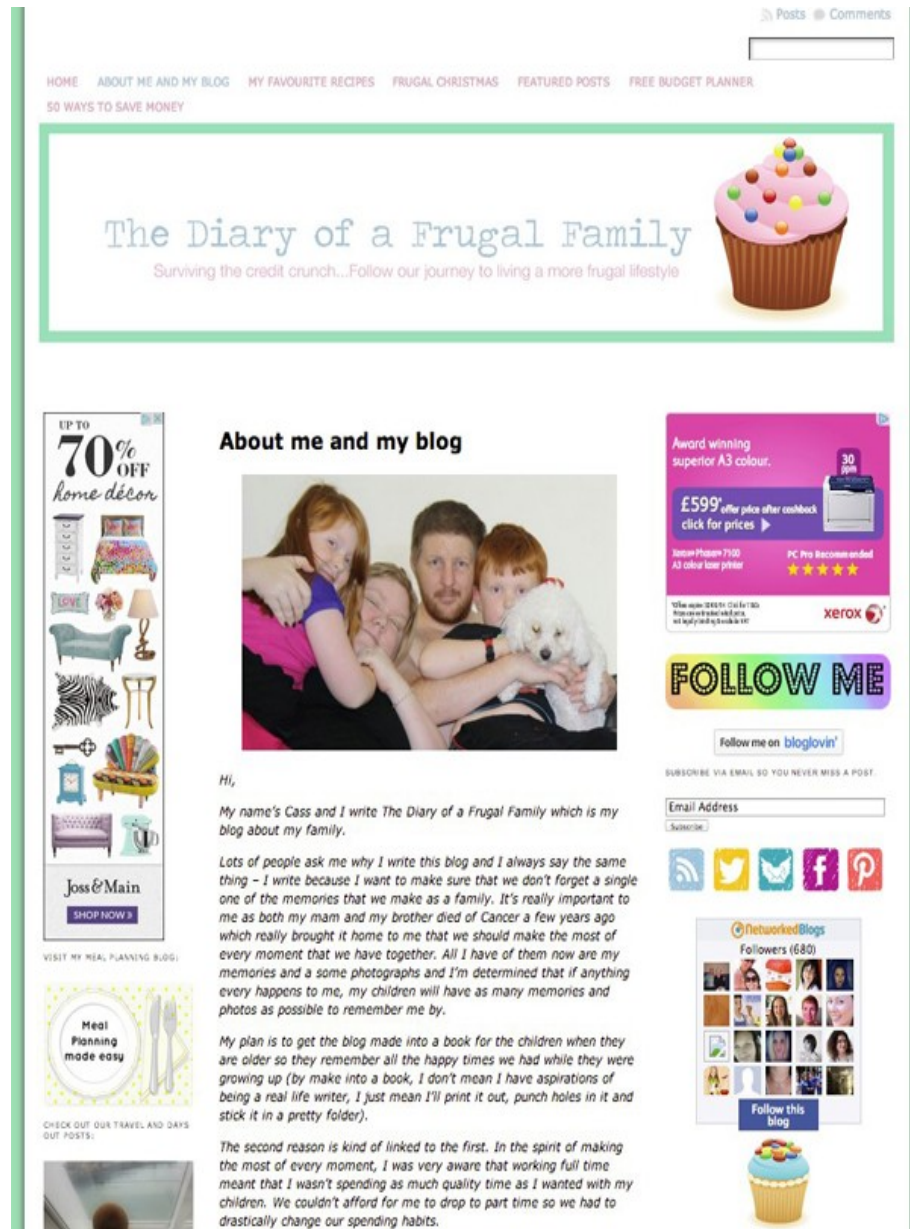 Posts Comments
HOME ABOUT ME AND MY BLOG MY FAVOURITE RECIPES FRUGAL CHRISTMAS FEATURED POSTS FREE BUDGET PLANNER
50 WAYS TO SAVE MONEY
The Diary of a Frugal Family
Surviving the credit crunch...Follow our journey to living a more frugal lifestyle
UP TO
70%
OFF
home décor
LOVE
Joss&Main
SHOP NOW
VISIT MY MEAL PLANNING BLOG:
Meal
Planning
made easy
CHECK OUT OUR TRAVEL AND DAYS
OUT POSTS:
About me and my blog
Hi,
My name's Cass and I write The Diary of a Frugal Family which is my
blog about my family.
Lots of people ask me why I write this blog and I always say the same
thing – I write because I want to make sure that we don't forget a single
one of the memories that we make as a family. It's really important to
me as both my mam and my brother died of Cancer a few years ago
which really brought it home to me that we should make the most of
every moment that we have together. All I have of them now are my
memories and a some photographs and I'm determined that if anything
every happens to me, my children will have as many memories and
photos as possible to remember me by.
My plan is to get the blog made into a book for the children when they
are older so they remember all the happy times we had while they were
growing up (by make into a book, I don't mean I have aspirations of
being a real life writer, I just mean I'll print it out, punch holes in it and
stick it in a pretty folder).
The second reason is kind of linked to the first. In the spirit of making
the most of every moment, I was very aware that working full time
meant that I wasn't spending as much quality time as I wanted with my
children. We couldn't afford for me to drop to part time so we had to
drastically change our spending habits.
Award winning
superior A3 colour.
30
ppm
£599* offer price after cashback
click for prices
Xerox Phaser 7100
A3 colour laser printer
PC Pro Recommended
xerox
FOLLOW ME
Follow me on bloglovin'
SUBSCRIBE VIA EMAIL SO YOU NEVER MISS A POST.
Email Address
Subscribe
NetworkedBlogs
Followers (680)
Follow this
blog